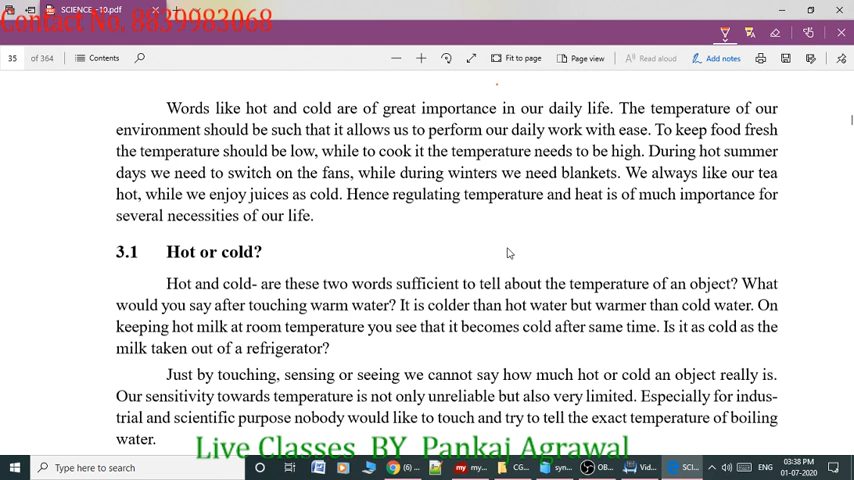 SCIENCE -10.pdf
Contact No. 8839983068
35 of 364 Contents Fit to page Page view Read aloud Add notes
Words like hot and cold are of great importance in our daily life. The temperature of our
environment should be such that it allows us to perform our daily work with ease. To keep food fresh
the temperature should be low, while to cook it the temperature needs to be high. During hot summer
days we need to switch on the fans, while during winters we need blankets. We always like our tea
hot, while we enjoy juices as cold. Hence regulating temperature and heat is of much importance for
several necessities of our life.
3.1 Hot or cold?
Hot and cold- are these two words sufficient to tell about the temperature of an object? What
would you say after touching warm water? It is colder than hot water but warmer than cold water. On
keeping hot milk at room temperature you see that it becomes cold after same time. Is it as cold as the
milk taken out of a refrigerator?
Just by touching, sensing or seeing we cannot say how much hot or cold an object really is.
Our sensitivity towards temperature is not only unreliable but also very limited. Especially for indus-
trial and scientific purpose nobody would like to touch and try to tell the exact temperature of boiling
water.
Live Classes BY Pankaj Agrawal
Type here to search (6) ... my my... CG... syn... OB... Vid... SCI... ENG 03:38 PM
01-07-2020